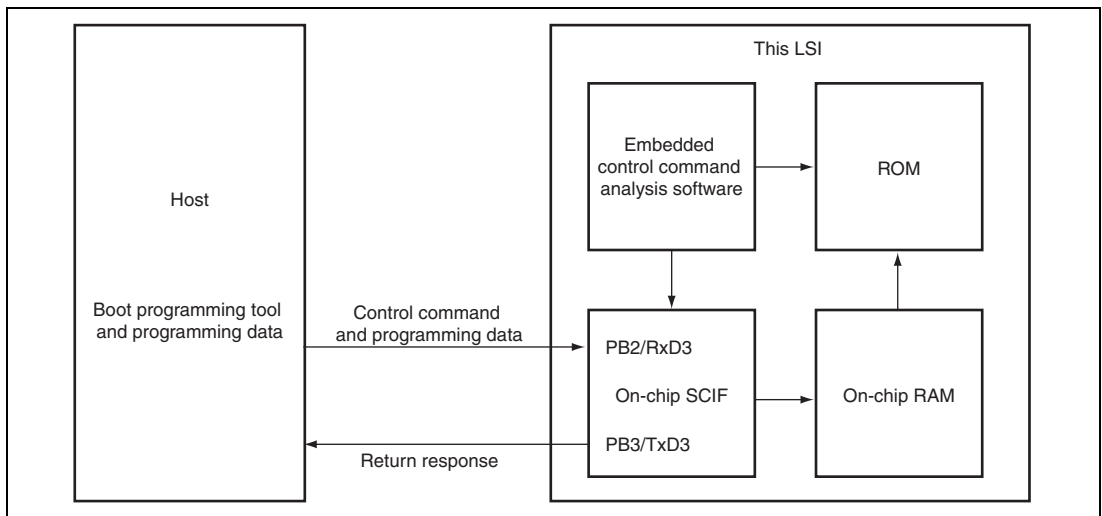 Host
Boot programming tool
and programming data
Control command
and programming data
Return response
This LSI
Embedded
control command
analysis software
ROM
PB2/RxD3
On-chip SCIF
PB3/TxD3
On-chip RAM